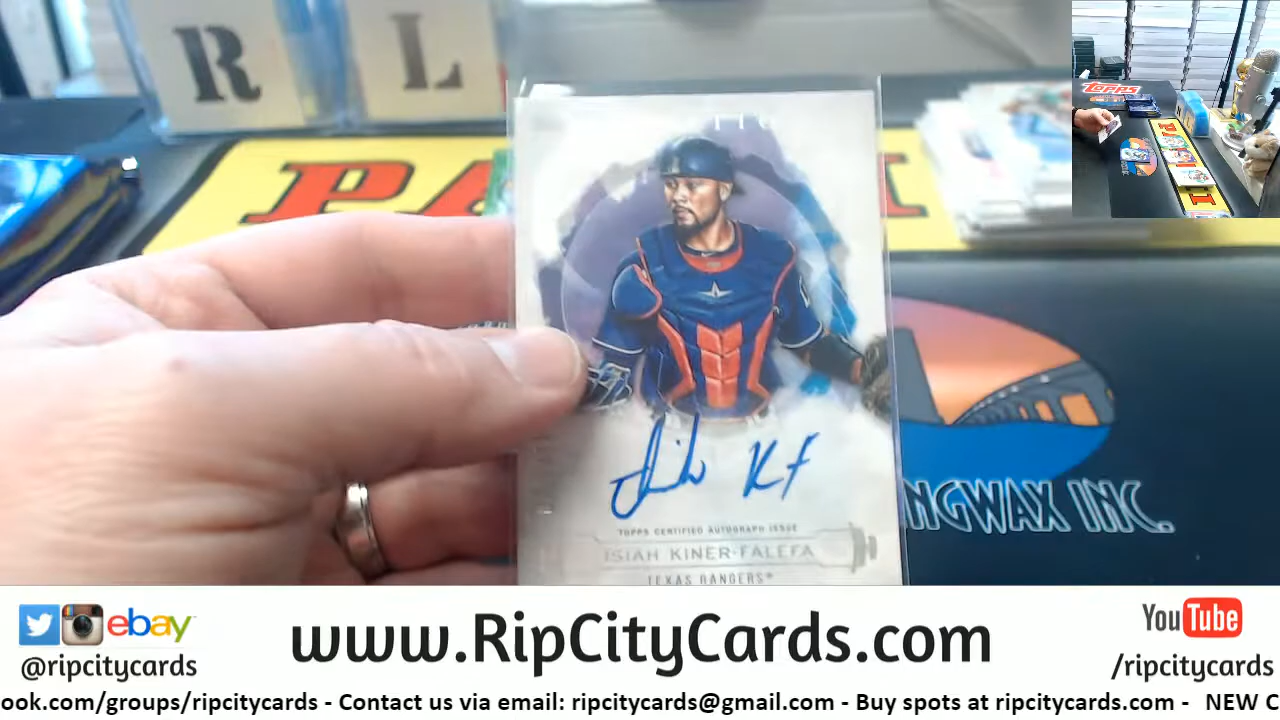 R L
TOPPS
PA I
TOPPS CERTIFIED AUTOGRAPH ISSUE
ISIAH KINER-FALEFA
TEXAS RANGERS®
NGWAX INC.
ebay
@ripcitycards
www.RipCityCards.com
YouTube
/ripcitycards
ook.com/groups/ripcitycards - Contact us via email: ripcitycards@gmail.com - Buy spots at ripcitycards.com - NEW C